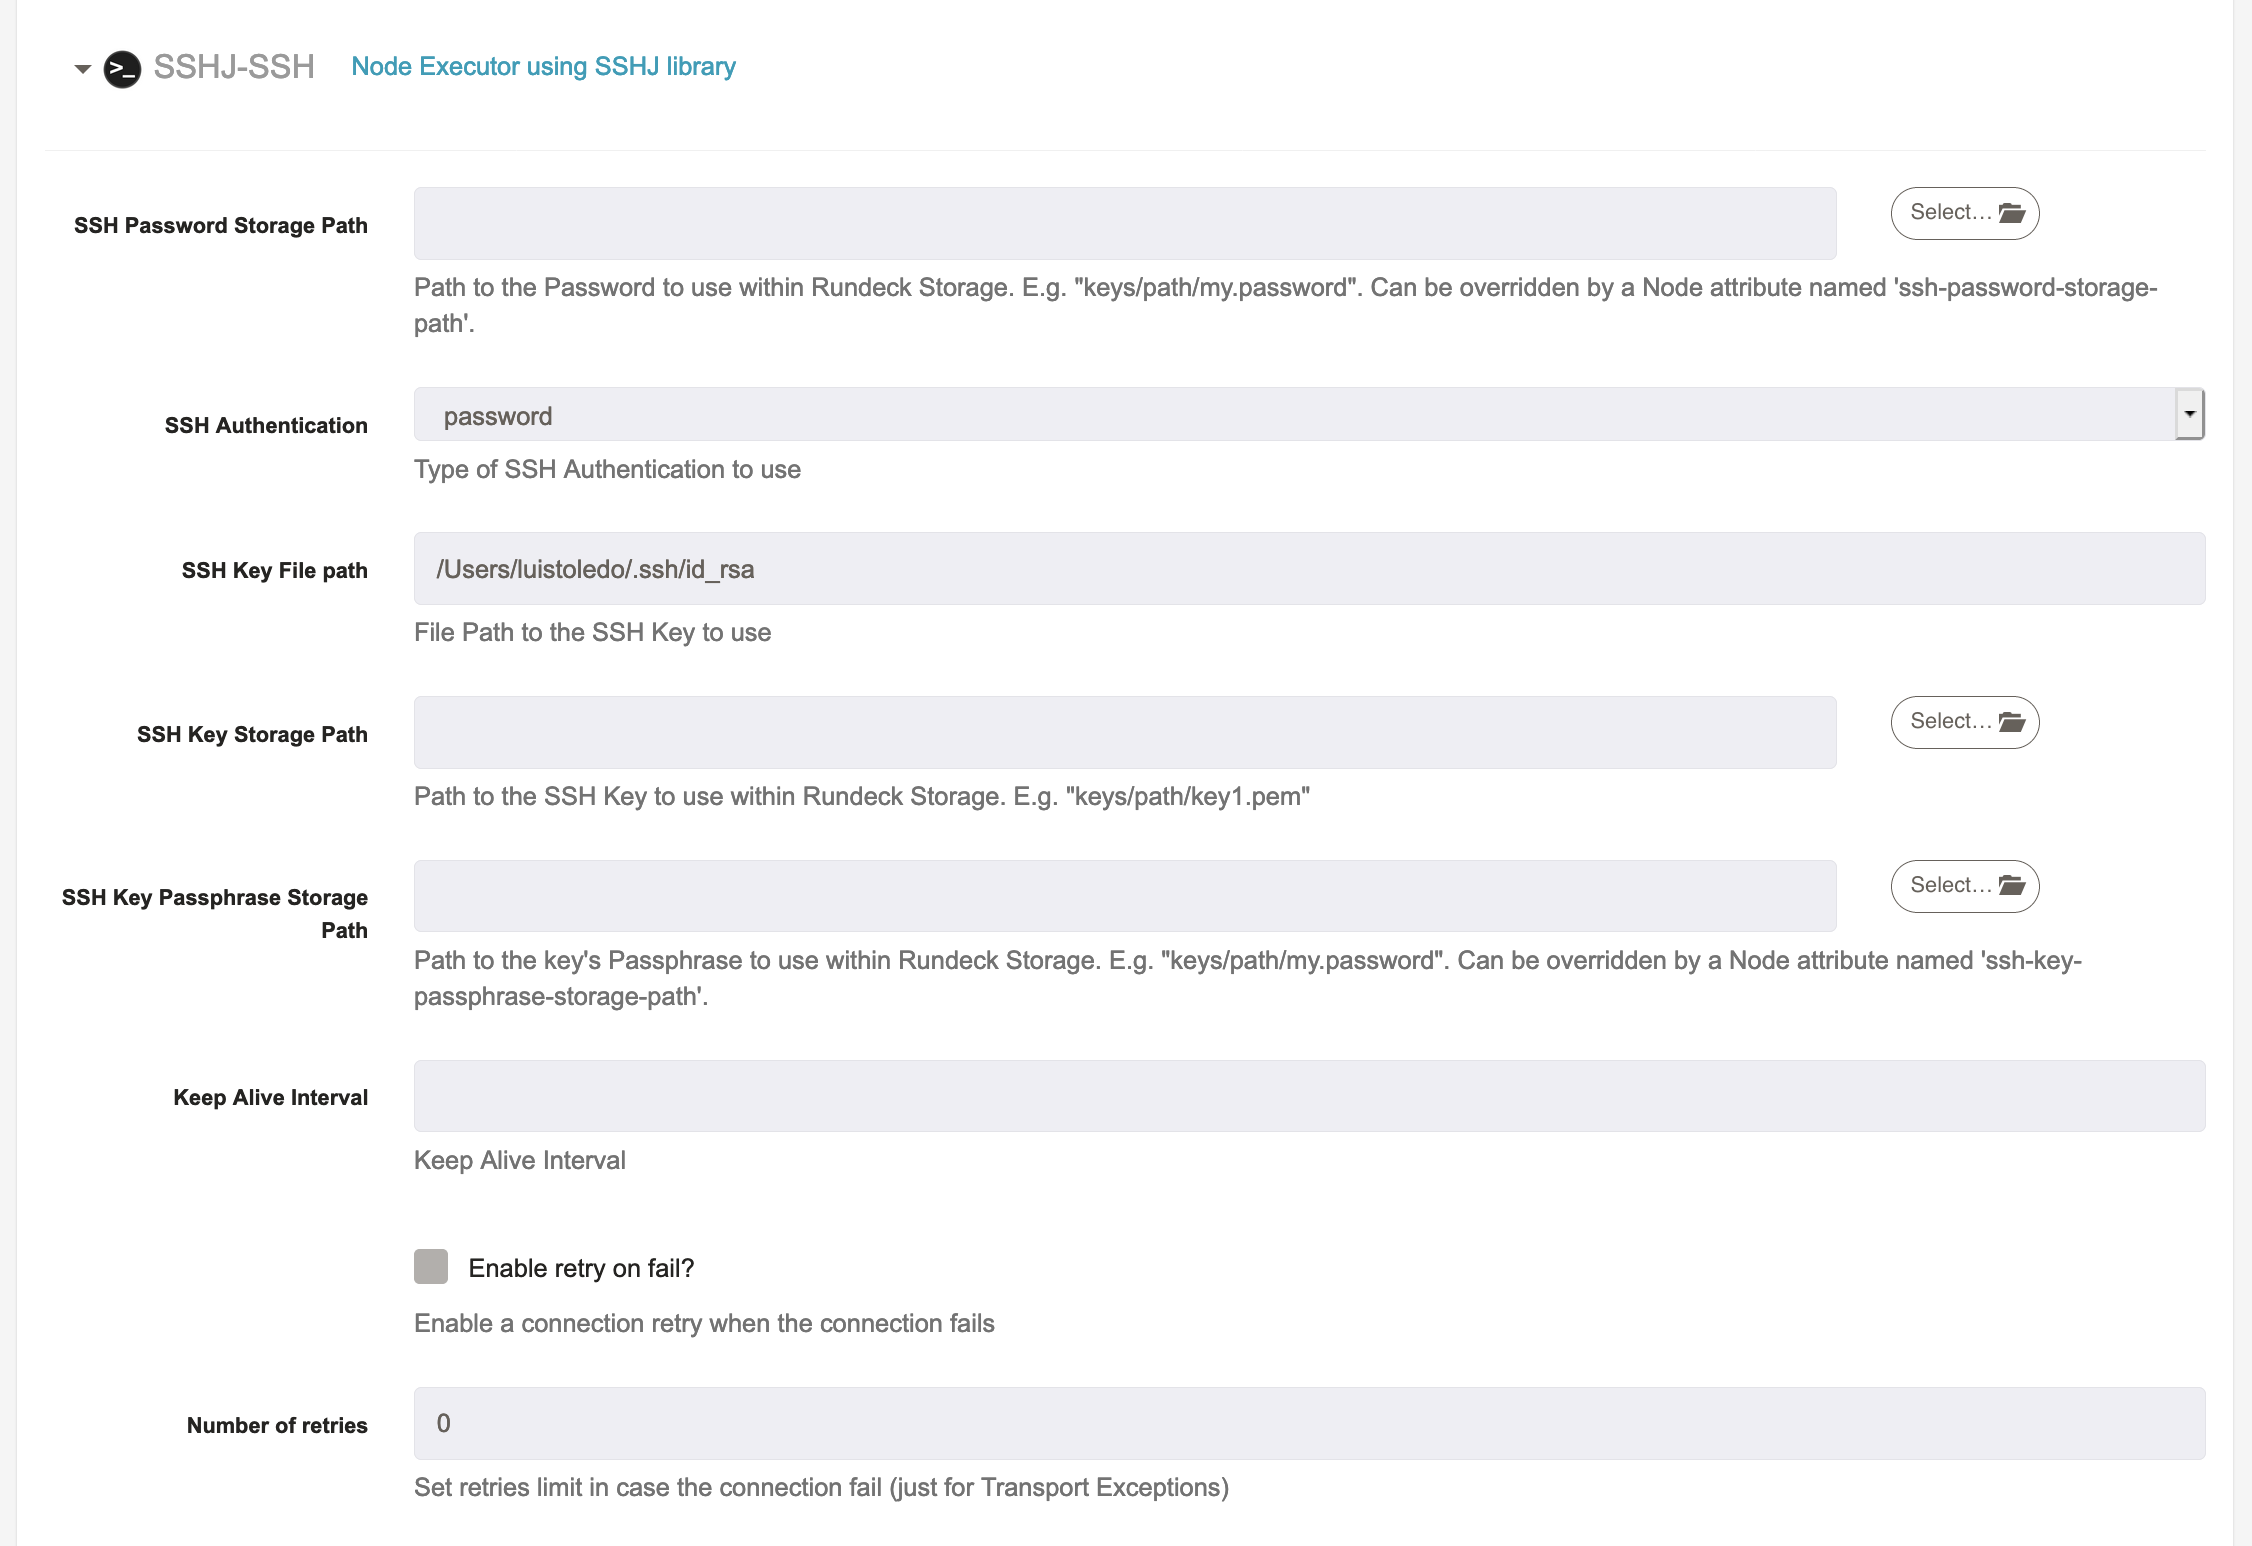 >_ SSHJ-SSH Node Executor using SSHJ library
SSH Password Storage Path
Select...
Path to the Password to use within Rundeck Storage. E.g. "keys/path/my.password". Can be overridden by a Node attribute named 'ssh-password-storage-
path'.
SSH Authentication
password
Type of SSH Authentication to use
SSH Key File path
/Users/luistoledo/.ssh/id_rsa
File Path to the SSH Key to use
SSH Key Storage Path
Select...
Path to the SSH Key to use within Rundeck Storage. E.g. "keys/path/key1.pem"
SSH Key Passphrase Storage
Path
Select...
Path to the key's Passphrase to use within Rundeck Storage. E.g. "keys/path/my.password". Can be overridden by a Node attribute named 'ssh-key-
passphrase-storage-path'.
Keep Alive Interval
Keep Alive Interval
Enable retry on fail?
Enable a connection retry when the connection fails
Number of retries
0
Set retries limit in case the connection fail (just for Transport Exceptions)